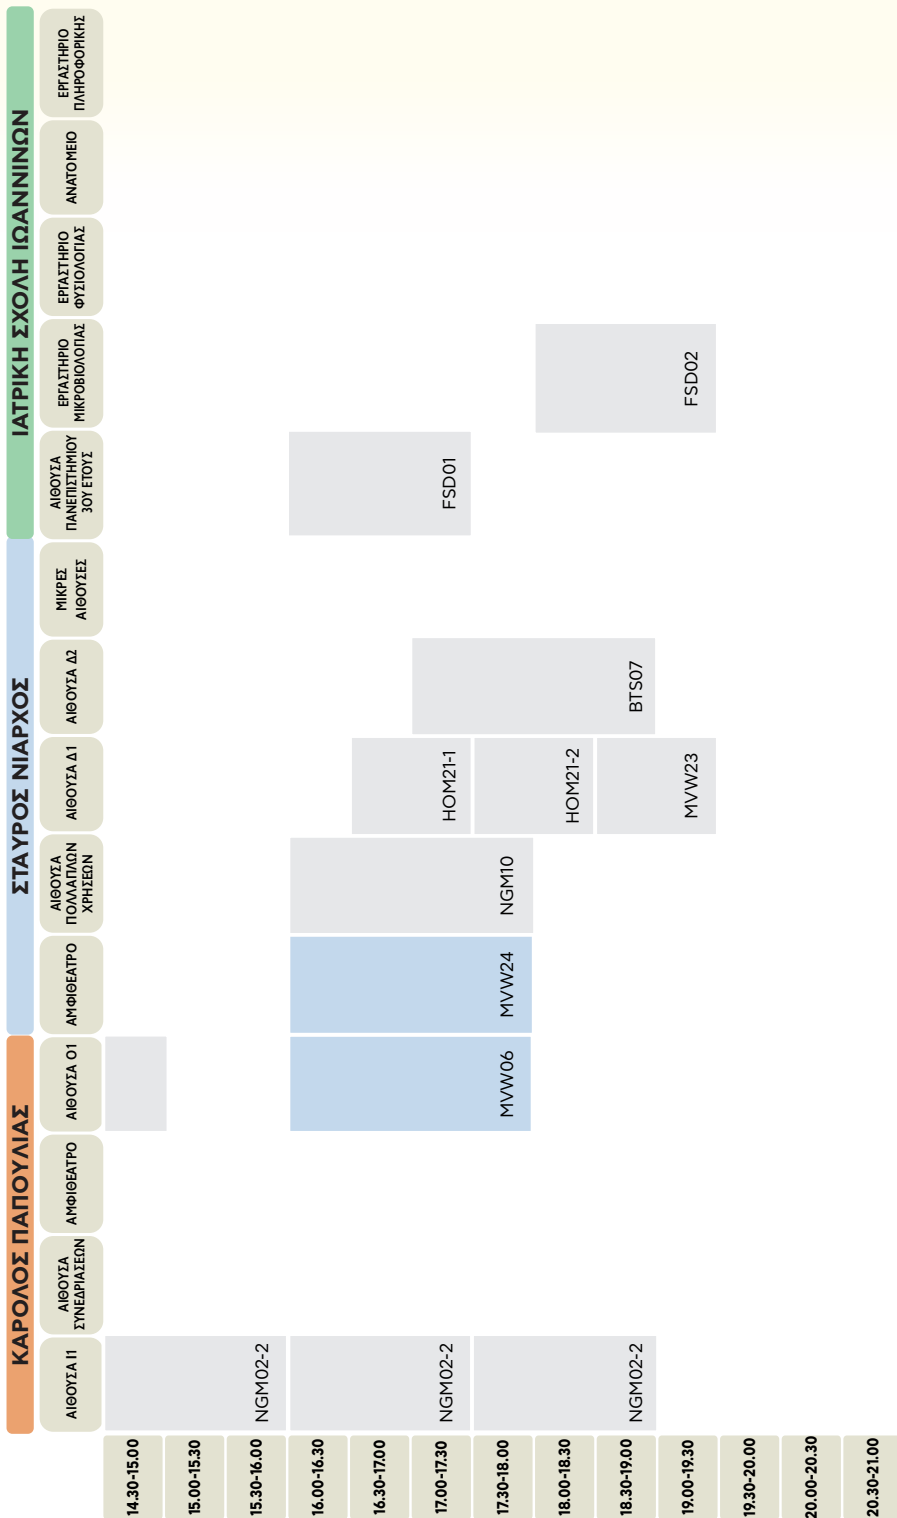 ΚΑΡΟΛΟΣ ΠΑΠΟΥΛΙΑΣ
ΣΤΑΥΡΟΣ ΝΙΑΡΧΟΣ
ΙΑΤΡΙΚΗ ΣΧΟΛΗ ΙΩΑΝΝΙΝΩΝ
ΑΙΘΟΥΣΑ Ι1
ΑΙΘΟΥΣΑ
ΣΥΝΕΔΡΙΑΣΕΩΝ
ΑΜΦΙΘΕΑΤΡΟ
ΑΙΘΟΥΣΑ Ο1
ΑΜΦΙΘΕΑΤΡΟ
ΑΙΘΟΥΣΑ
ΠΟΛΛΑΠΛΩΝ
ΧΡΗΣΕΩΝ
ΑΙΘΟΥΣΑ Δ1
ΑΙΘΟΥΣΑ Δ2
ΜΙΚΡΕΣ
ΑΙΘΟΥΣΕΣ
ΑΙΘΟΥΣΑ
ΠΑΝΕΠΙΣΤΗΜΙΟΥ
3ΟΥ ΕΤΟΥΣ
ΕΡΓΑΣΤΗΡΙΟ
ΜΙΚΡΟΒΙΟΛΟΓΙΑΣ
ΕΡΓΑΣΤΗΡΙΟ
ΦΥΣΙΟΛΟΓΙΑΣ
ΑΝΑΤΟΜΕΙΟ
ΕΡΓΑΣΤΗΡΙΟ
ΠΛΗΡΟΦΟΡΙΚΗΣ
14.30-15.00
15.00-15.30
15.30-16.00
NGM02-2
16.00-16.30
16.30-17.00
17.00-17.30
NGM02-2
HOM21-1
FSD01
17.30-18.00
MVW06
MVW24
NGM10
18.00-18.30
HOM21-2
18.30-19.00
NGM02-2
BTS07
19.00-19.30
MVW23
FSD02
19.30-20.00
20.00-20.30
20.30-21.00